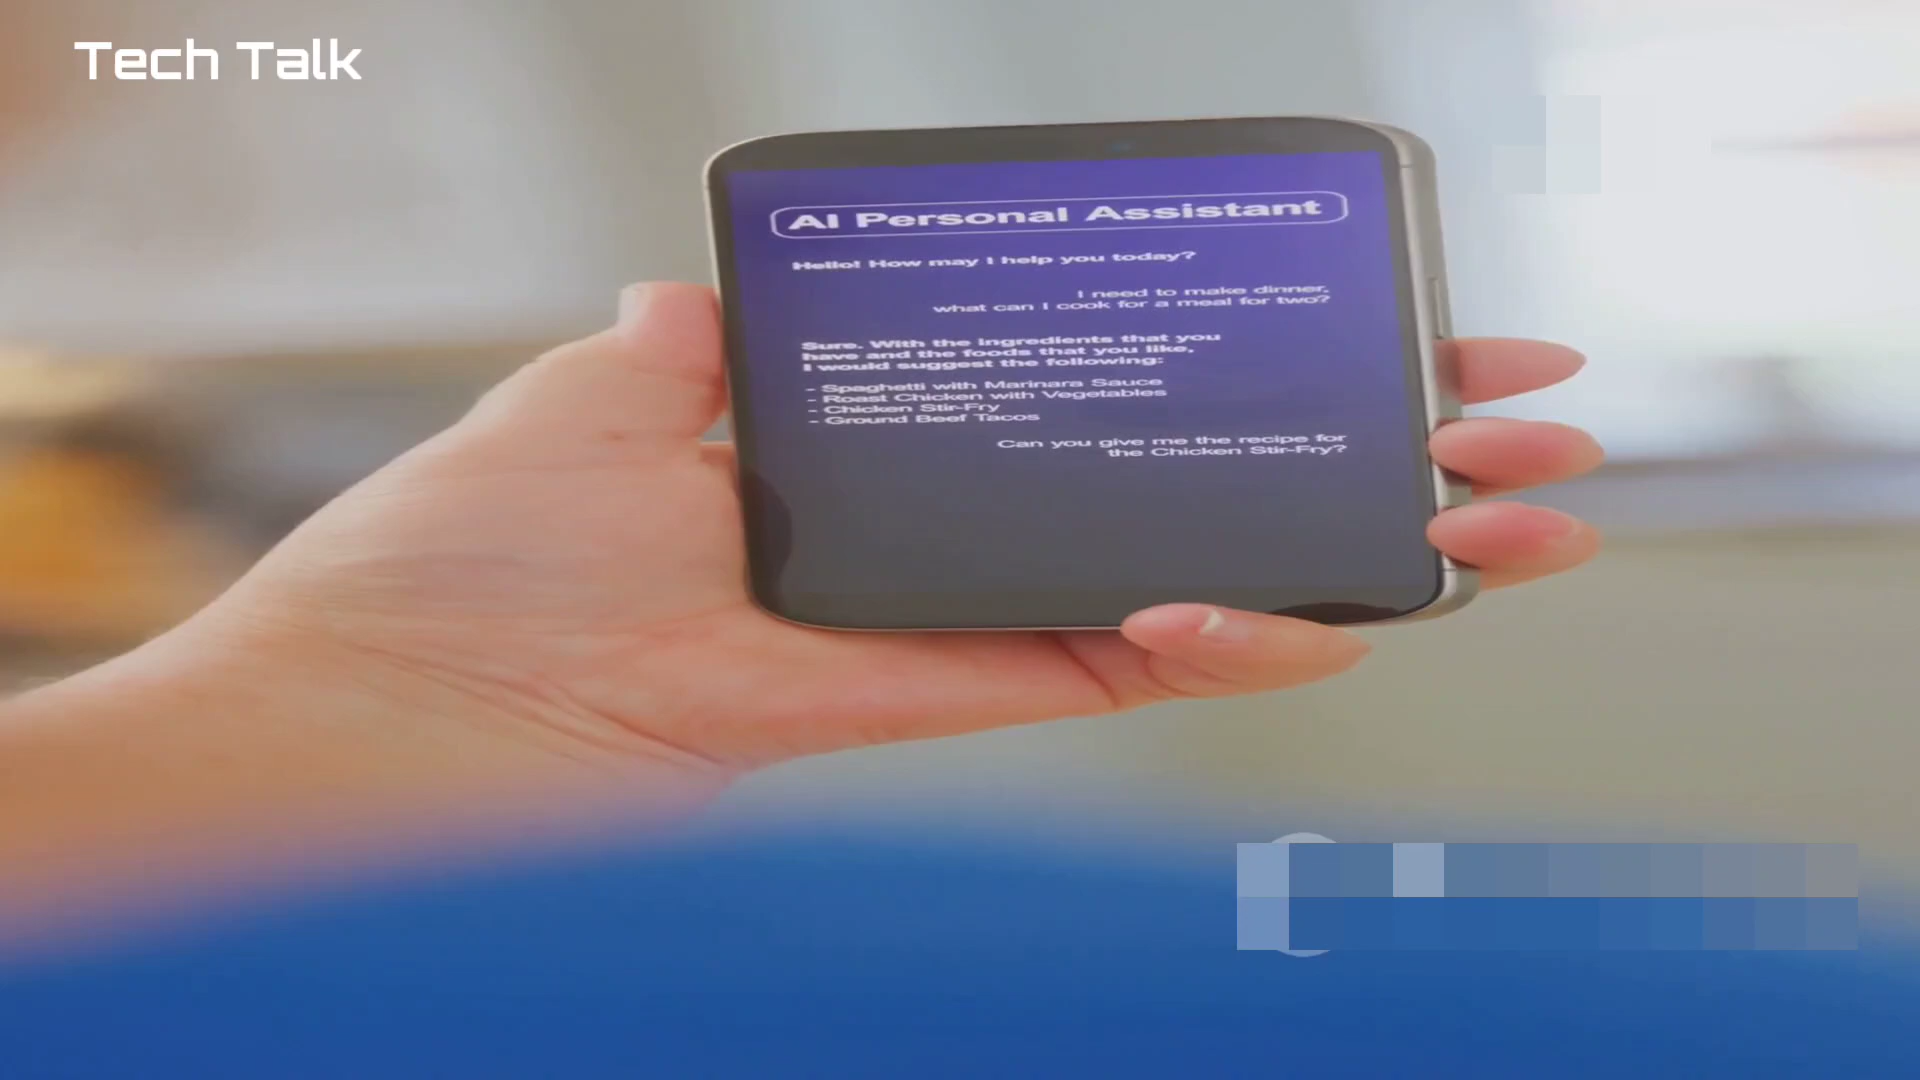 Tech Talk
AI Personal Assistant
Hello! How may I help you today?
I need to make dinner,
what can I cook for a meal for two?
Sure. With the ingredients that you
have and the foods that you like,
I would suggest the following:
- Spaghetti with Marinara Sauce
- Roast Chicken with Vegetables
- Chicken Stir-Fry
- Ground Beef Tacos
Can you give me the recipe for
the Chicken Stir-Fry?